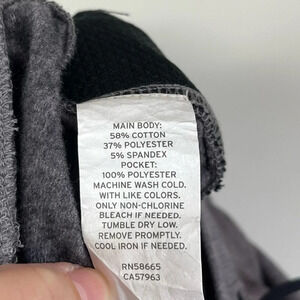 MAIN BODY:
58% COTTON
37% POLYESTER
5% SPANDEX
POCKET:
100% POLYESTER
MACHINE WASH COLD.
WITH LIKE COLORS.
ONLY NON-CHLORINE
BLEACH IF NEEDED.
TUMBLE DRY LOW.
REMOVE PROMPTLY.
COOL IRON IF NEEDED.
RN58665
CA57963